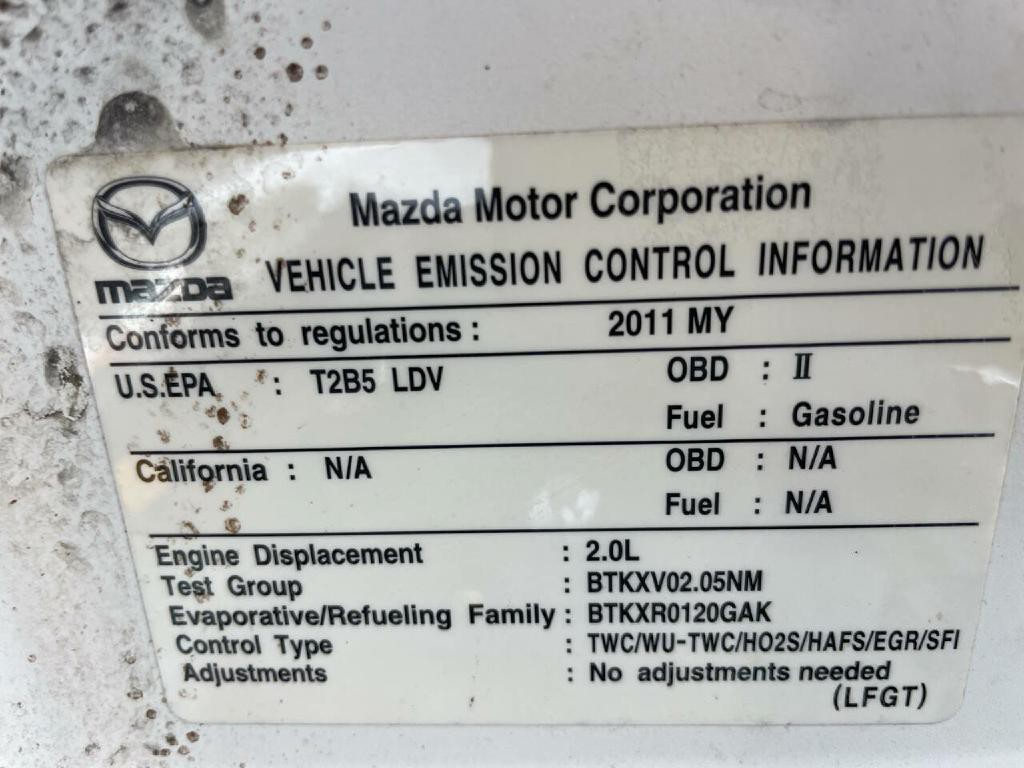 Mazda Motor Corporation
mazda
VEHICLE EMISSION CONTROL INFORMATION
Conforms to regulations : 2011 MY
U.S.EPA : T2B5 LDV OBD : II
Fuel : Gasoline
California : N/A OBD : N/A
Fuel : N/A
Engine Displacement : 2.0L
Test Group : BTKXV02.05NM
Evaporative/Refueling Family : BTKXR0120GAK
Control Type : TWC/WU-TWC/HO2S/HAFS/EGR/SFI
Adjustments : No adjustments needed
(LFGT)